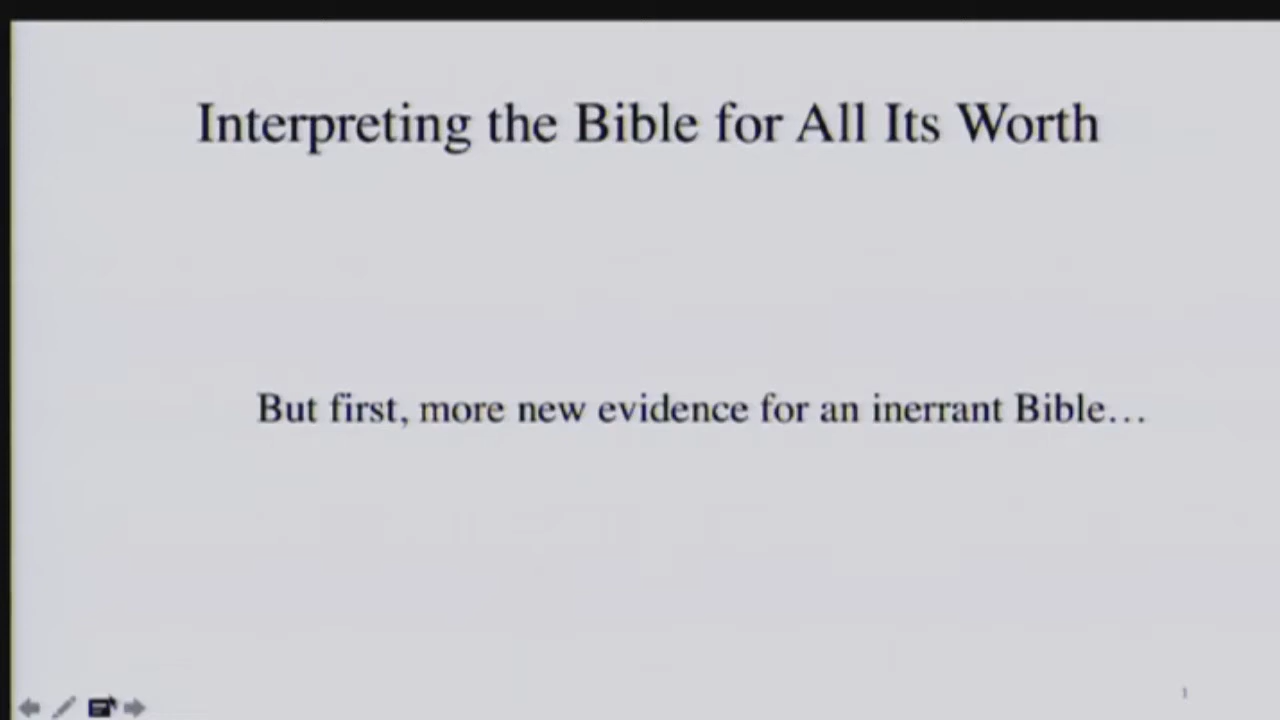 Interpreting the Bible for All Its Worth
But first, more new evidence for an inerrant Bible…
1